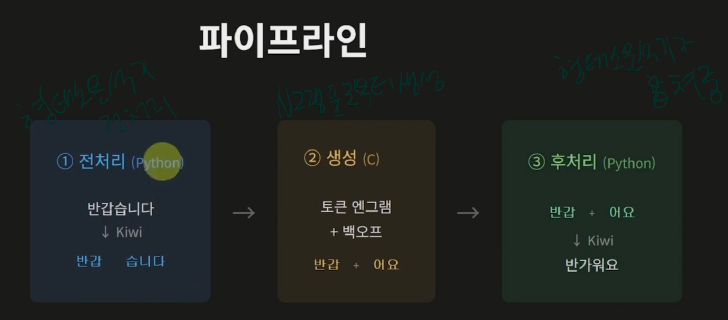 파이프라인
① 전처리 (Python)
반갑습니다
↓ Kiwi
반갑 습니다
→
② 생성 (C)
토큰 엔그램
+ 백오프
반갑 + 어요
→
③ 후처리 (Python)
반갑 + 어요
↓ Kiwi
반가워요